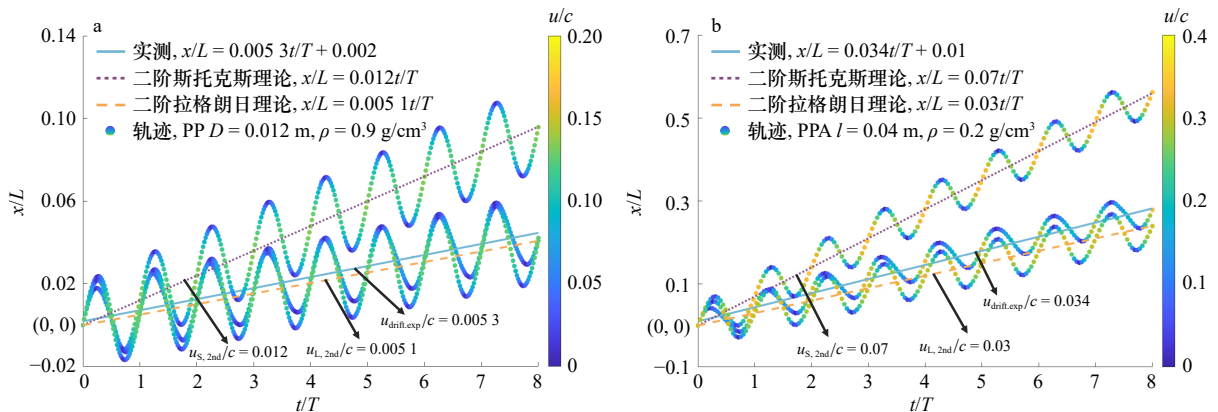 a
u/c
0.14
0.10
0.06
0.02
(0, 0)
-0.02
x/L
实测, x/L = 0.005 3t/T + 0.002
二阶斯托克斯理论, x/L = 0.012t/T
二阶拉格朗日理论, x/L = 0.005 1t/T
轨迹, PP D = 0.012 m, ρ = 0.9 g/cm³
u_drift.exp/c = 0.005 3
u_S, 2nd/c = 0.012
u_L, 2nd/c = 0.005 1
0 1 2 3 4 5 6 7 8
t/T
0.20
0.15
0.10
0.05
0
b
u/c
0.7
0.5
0.3
0.1
(0, 0)
-0.1
x/L
实测, x/L = 0.034t/T + 0.01
二阶斯托克斯理论, x/L = 0.07t/T
二阶拉格朗日理论, x/L = 0.03t/T
轨迹, PPA l = 0.04 m, ρ = 0.2 g/cm³
u_drift.exp/c = 0.034
u_S, 2nd/c = 0.07
u_L, 2nd/c = 0.03
0 1 2 3 4 5 6 7 8
t/T
0.4
0.3
0.2
0.1
0